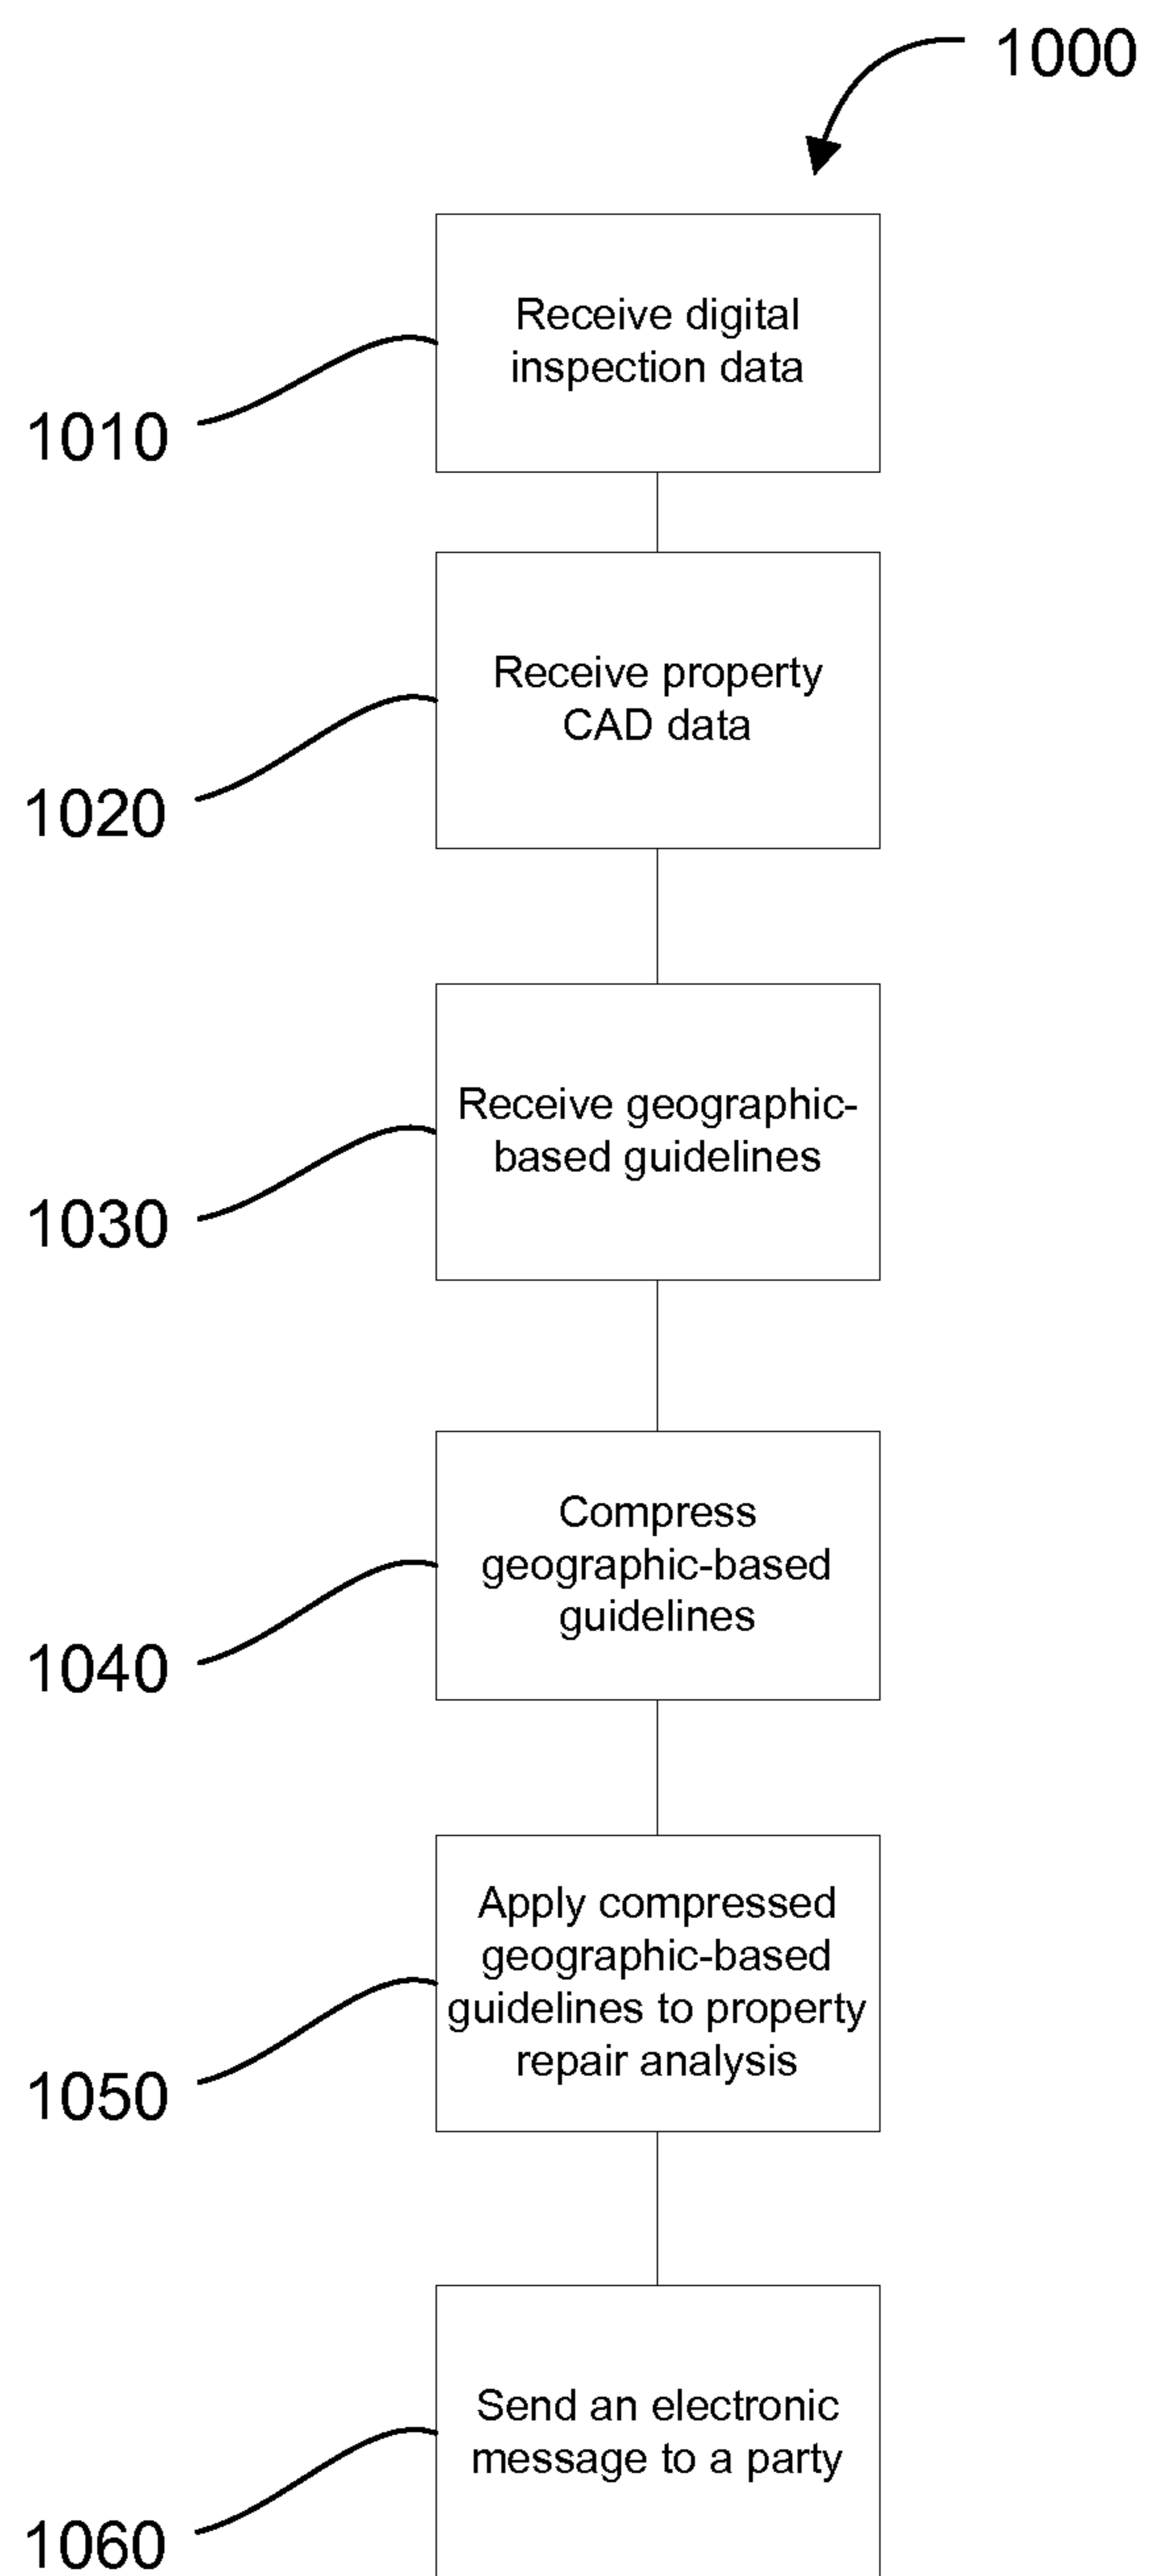 1000
Receive digital
inspection data
1010
Receive property
CAD data
1020
Receive geographic-
based guidelines
1030
Compress
geographic-based
guidelines
1040
Apply compressed
geographic-based
guidelines to property
repair analysis
1050
Send an electronic
message to a party
1060